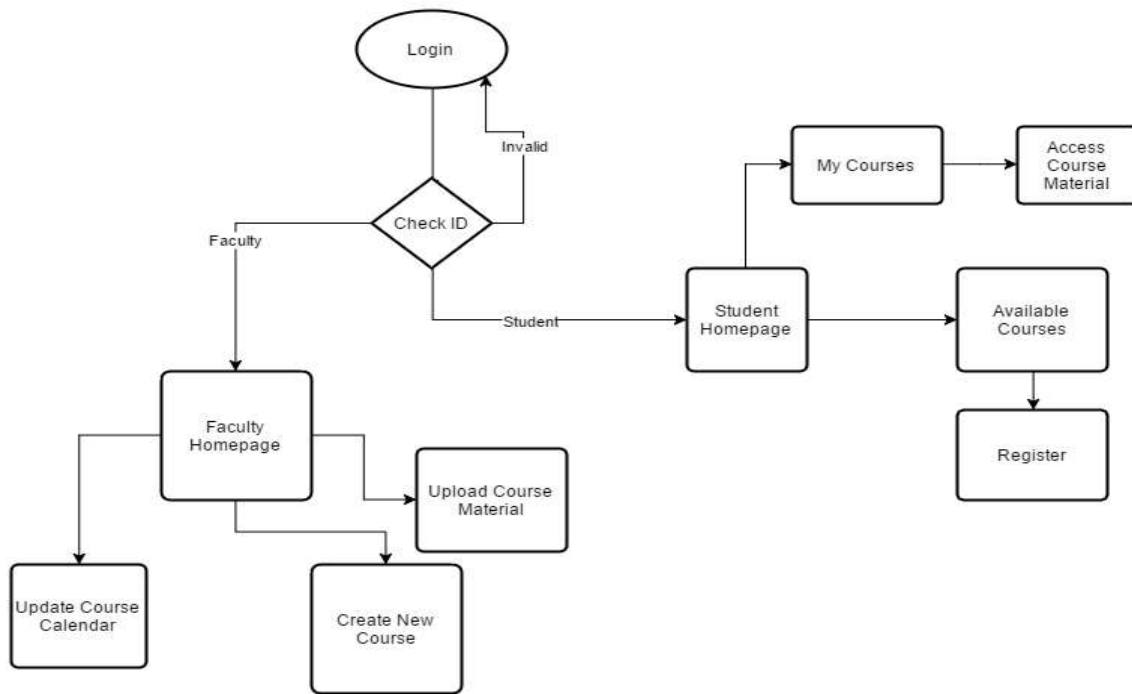 Login
Invalid
My Courses
Access
Course
Material
Check ID
Faculty
Student
Student
Homepage
Available
Courses
Faculty
Homepage
Register
Upload Course
Material
Update Course
Calendar
Create New
Course